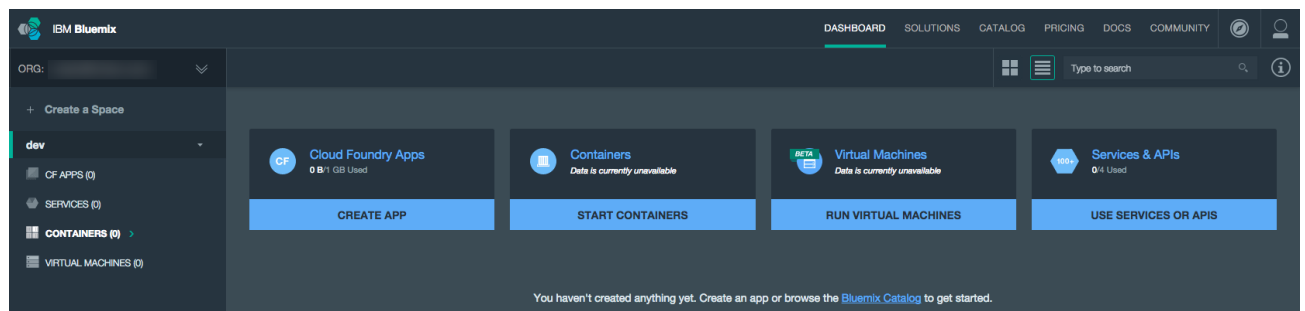 IBM Bluemix
DASHBOARD SOLUTIONS CATALOG PRICING DOCS COMMUNITY
ORG:
Type to search
+ Create a Space
dev
CF APPS (0)
SERVICES (0)
CONTAINERS (0) >
VIRTUAL MACHINES (0)
CF
Cloud Foundry Apps
0 B/1 GB Used
CREATE APP
Containers
Data is currently unavailable
START CONTAINERS
BETA
Virtual Machines
Data is currently unavailable
RUN VIRTUAL MACHINES
100+
Services & APIs
0/4 Used
USE SERVICES OR APIS
You haven't created anything yet. Create an app or browse the Bluemix Catalog to get started.